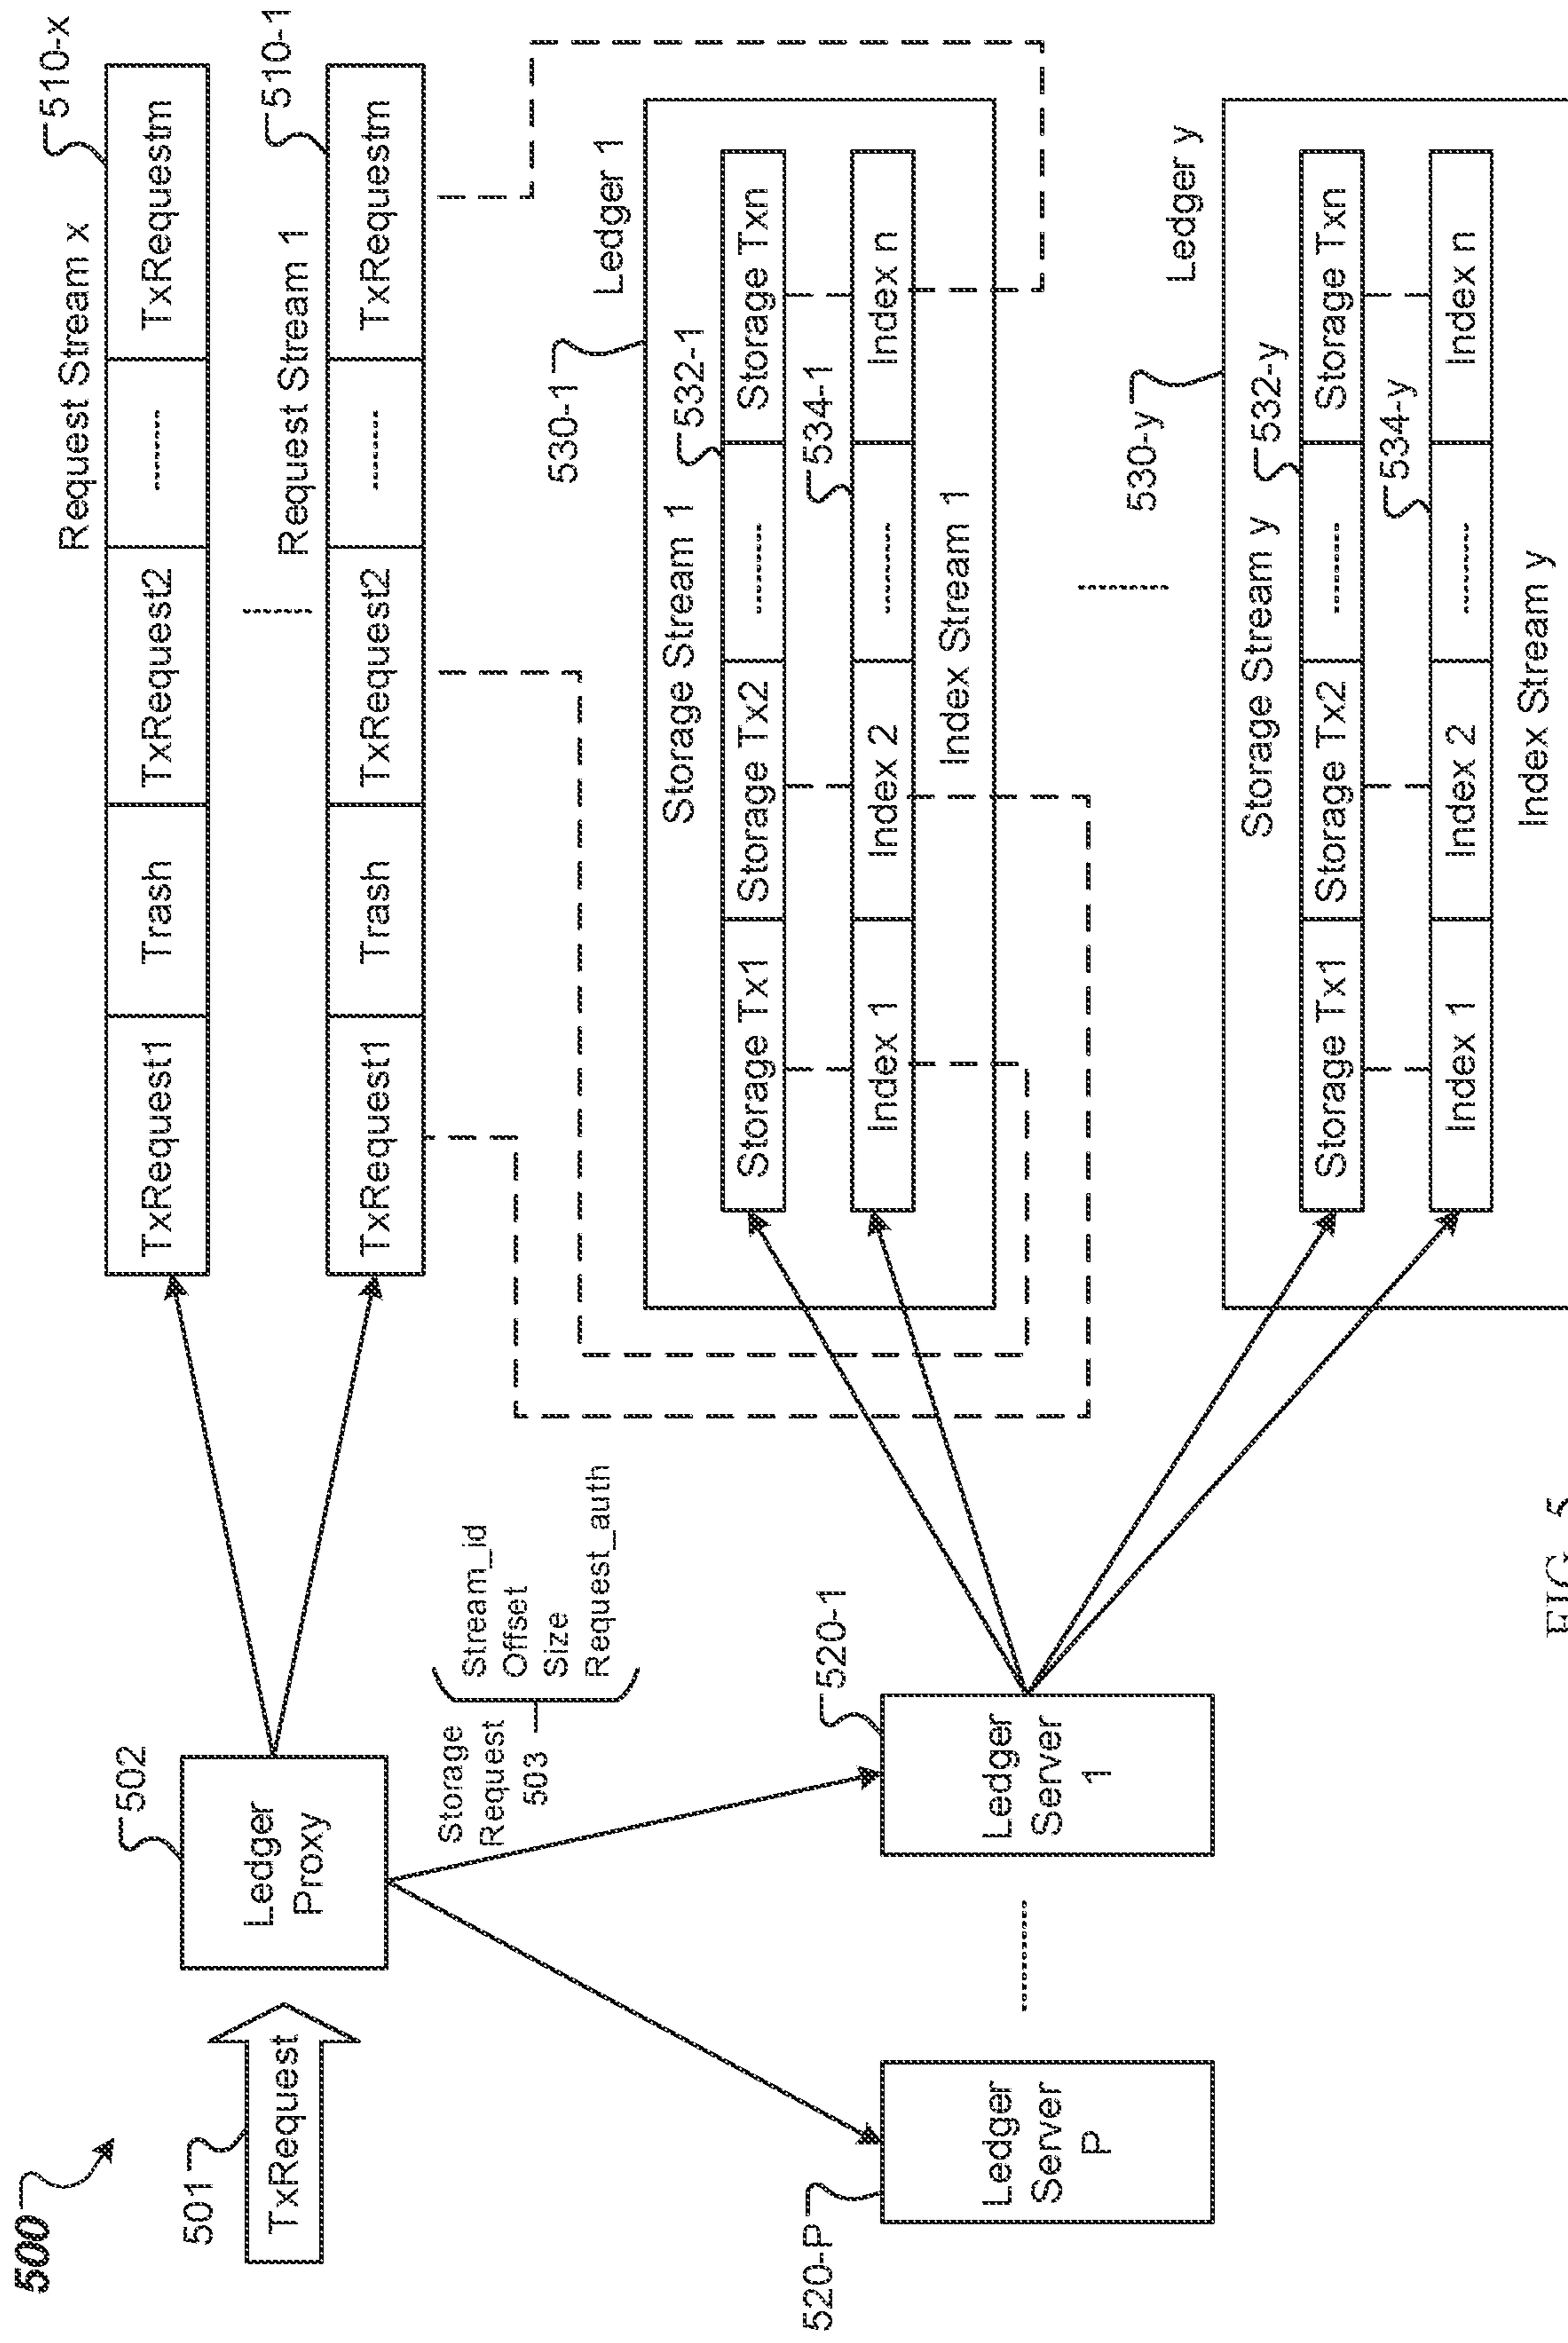 500
501
TxRequest
502
Ledger
Proxy
Request Stream x
510-x
TxRequest1
Trash
TxRequest2
--------
TxRequestm
Request Stream 1
510-1
TxRequest1
Trash
TxRequest2
--------
TxRequestm
Storage
Request
503
Stream_id
Offset
Size
Request_auth
530-1
Ledger 1
Storage Stream 1
532-1
Storage Tx1
Storage Tx2
---------
Storage Txn
534-1
Index 1
Index 2
---------
Index n
Index Stream 1
520-P
Ledger
Server
P
----------
520-1
Ledger
Server
1
530-y
Ledger y
Storage Stream y
532-y
Storage Tx1
Storage Tx2
---------
Storage Txn
534-y
Index 1
Index 2
---------
Index n
Index Stream y
FIG. 5